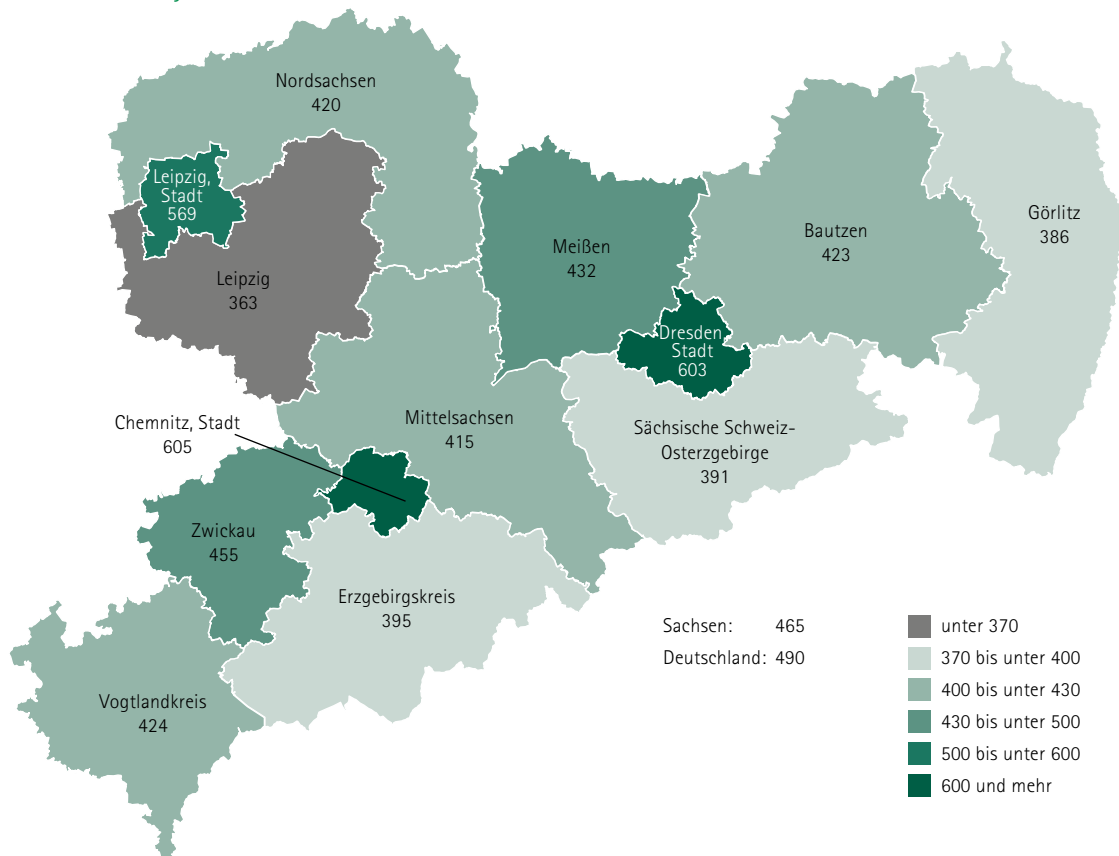 Nordsachsen
420
Leipzig,
Stadt
569
Leipzig
363
Meißen
432
Bautzen
423
Görlitz
386
Dresden
Stadt
603
Chemnitz, Stadt
605
Mittelsachsen
415
Sächsische Schweiz-
Osterzgebirge
391
Zwickau
455
Erzgebirgskreis
395
Vogtlandkreis
424
Sachsen: 465
Deutschland: 490
unter 370
370 bis unter 400
400 bis unter 430
430 bis unter 500
500 bis unter 600
600 und mehr